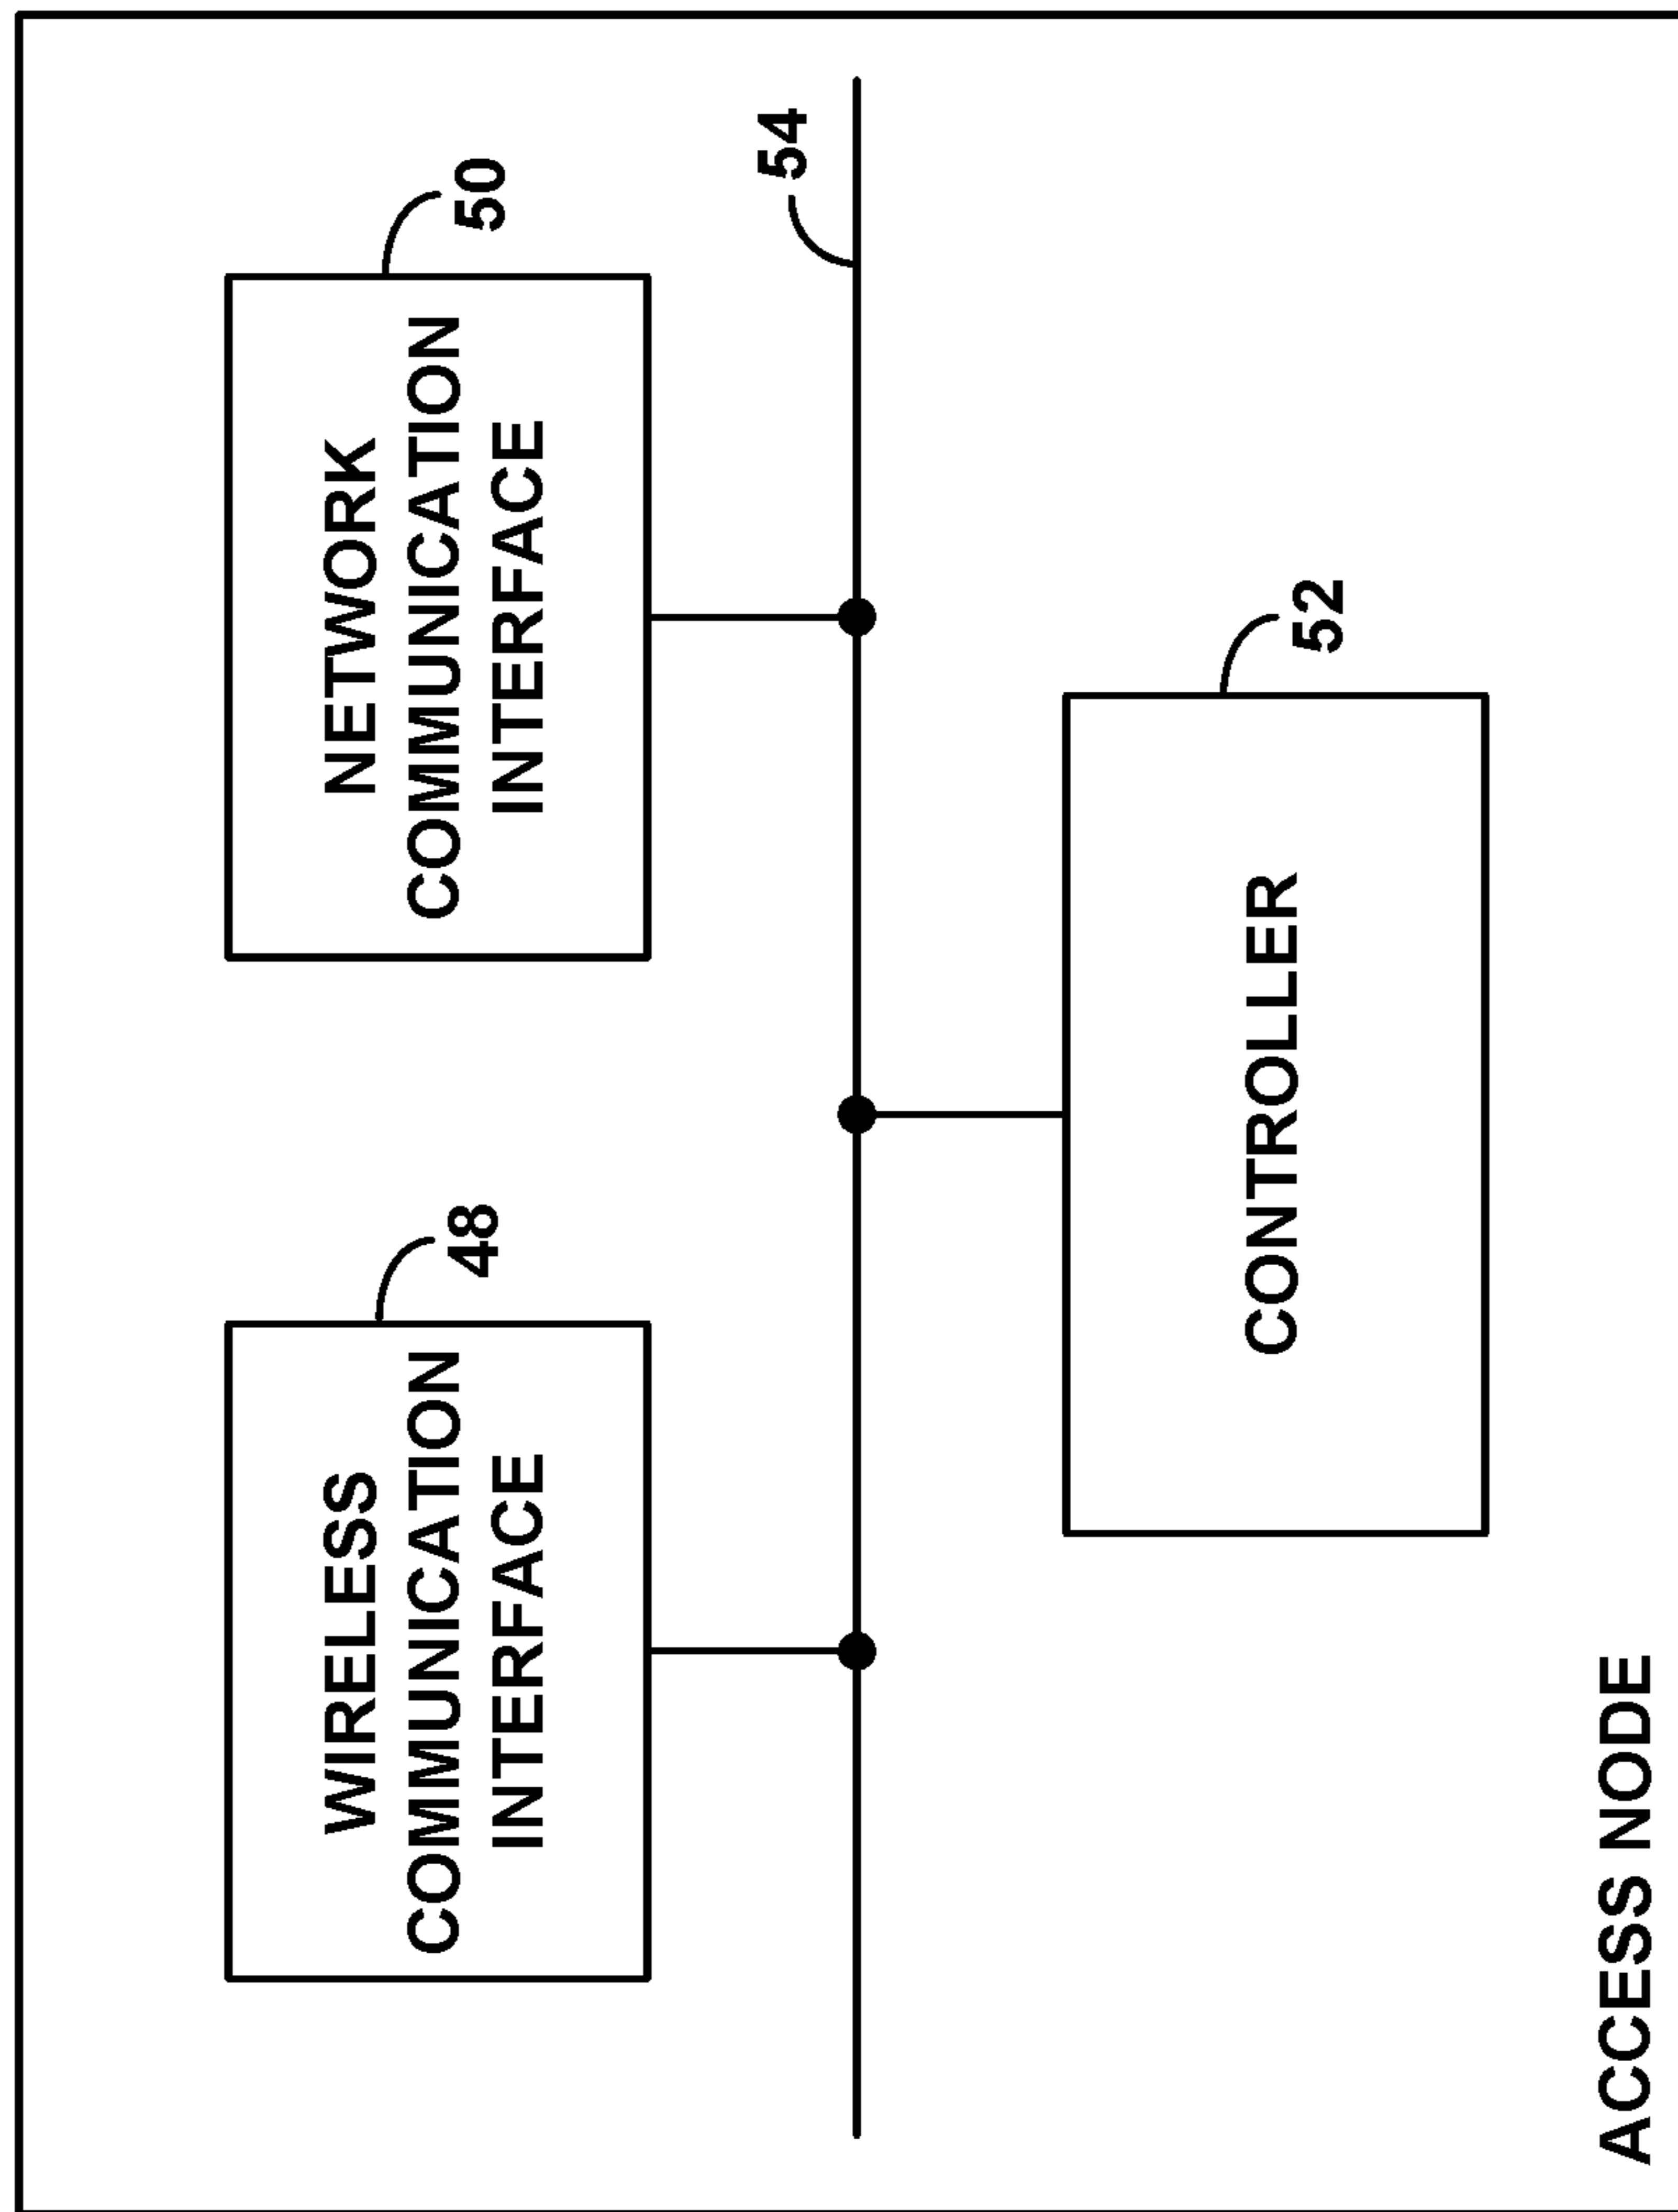 48
WIRELESS
COMMUNICATION
INTERFACE
50
NETWORK
COMMUNICATION
INTERFACE
54
52
CONTROLLER
ACCESS NODE